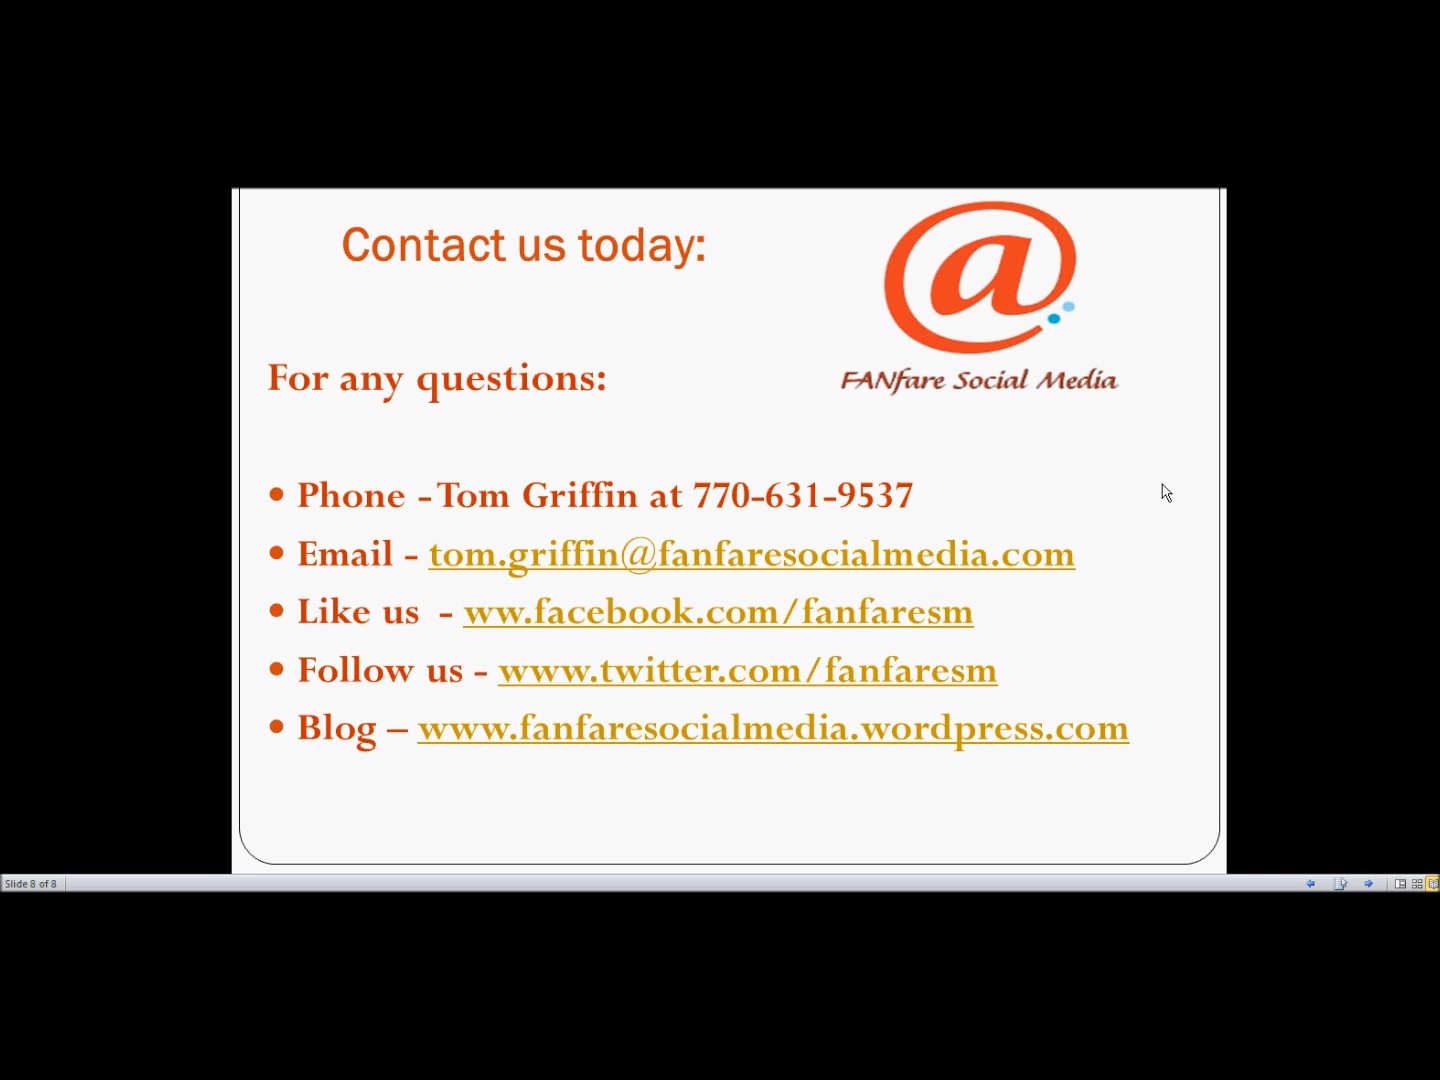 Contact us today:
@
FANfare Social Media
For any questions:
• Phone - Tom Griffin at 770-631-9537
• Email - tom.griffin@fanfaresocialmedia.com
• Like us - ww.facebook.com/fanfaresm
• Follow us - www.twitter.com/fanfaresm
• Blog – www.fanfaresocialmedia.wordpress.com
Slide 8 of 8